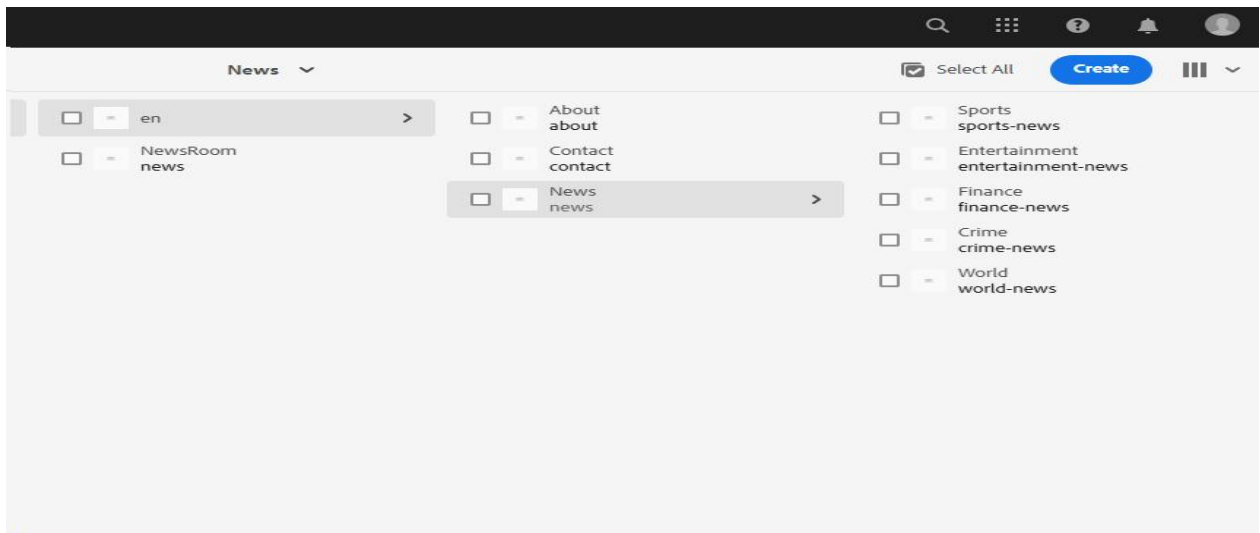 News
Select All
Create
en
NewsRoom
news
About
about
Contact
contact
News
news
Sports
sports-news
Entertainment
entertainment-news
Finance
finance-news
Crime
crime-news
World
world-news